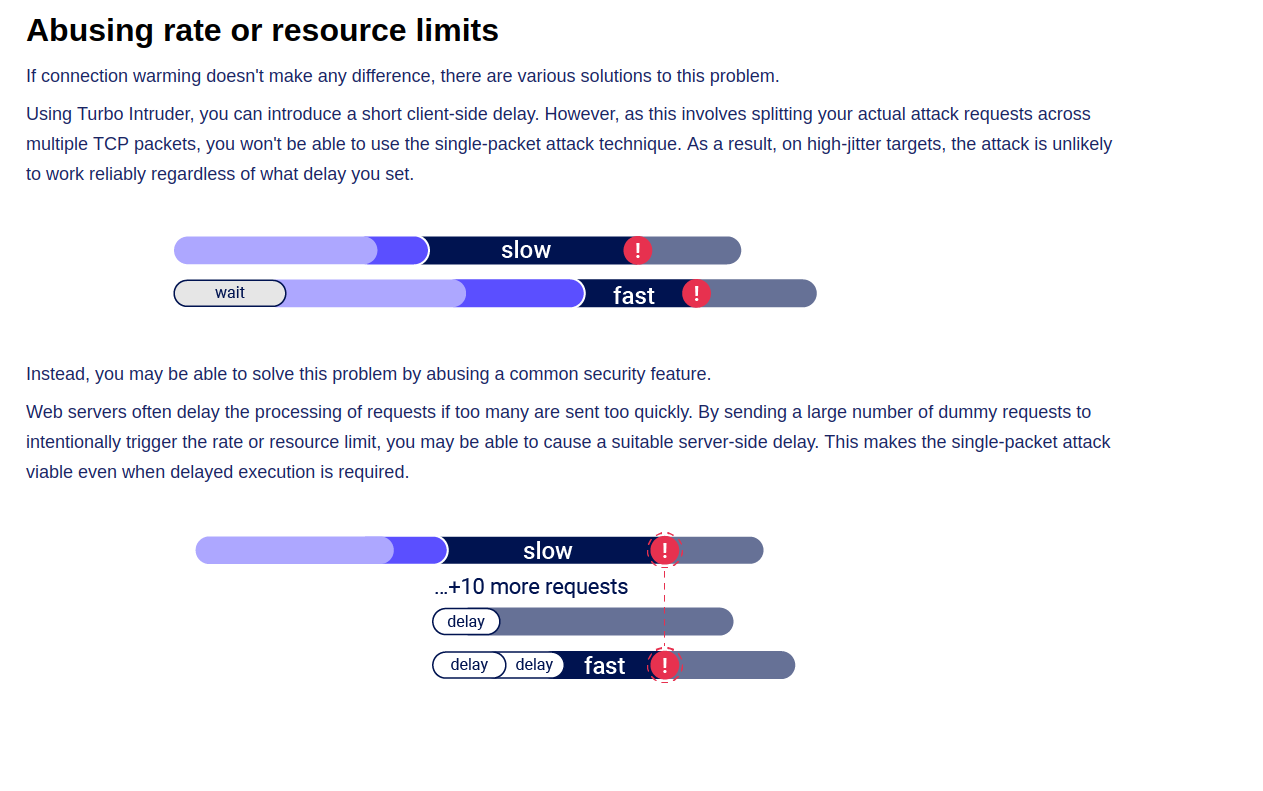 Abusing rate or resource limits
If connection warming doesn't make any difference, there are various solutions to this problem.
Using Turbo Intruder, you can introduce a short client-side delay. However, as this involves splitting your actual attack requests across
multiple TCP packets, you won't be able to use the single-packet attack technique. As a result, on high-jitter targets, the attack is unlikely
to work reliably regardless of what delay you set.
slow !
wait fast !
Instead, you may be able to solve this problem by abusing a common security feature.
Web servers often delay the processing of requests if too many are sent too quickly. By sending a large number of dummy requests to
intentionally trigger the rate or resource limit, you may be able to cause a suitable server-side delay. This makes the single-packet attack
viable even when delayed execution is required.
slow !
...+10 more requests
delay
delay delay fast !